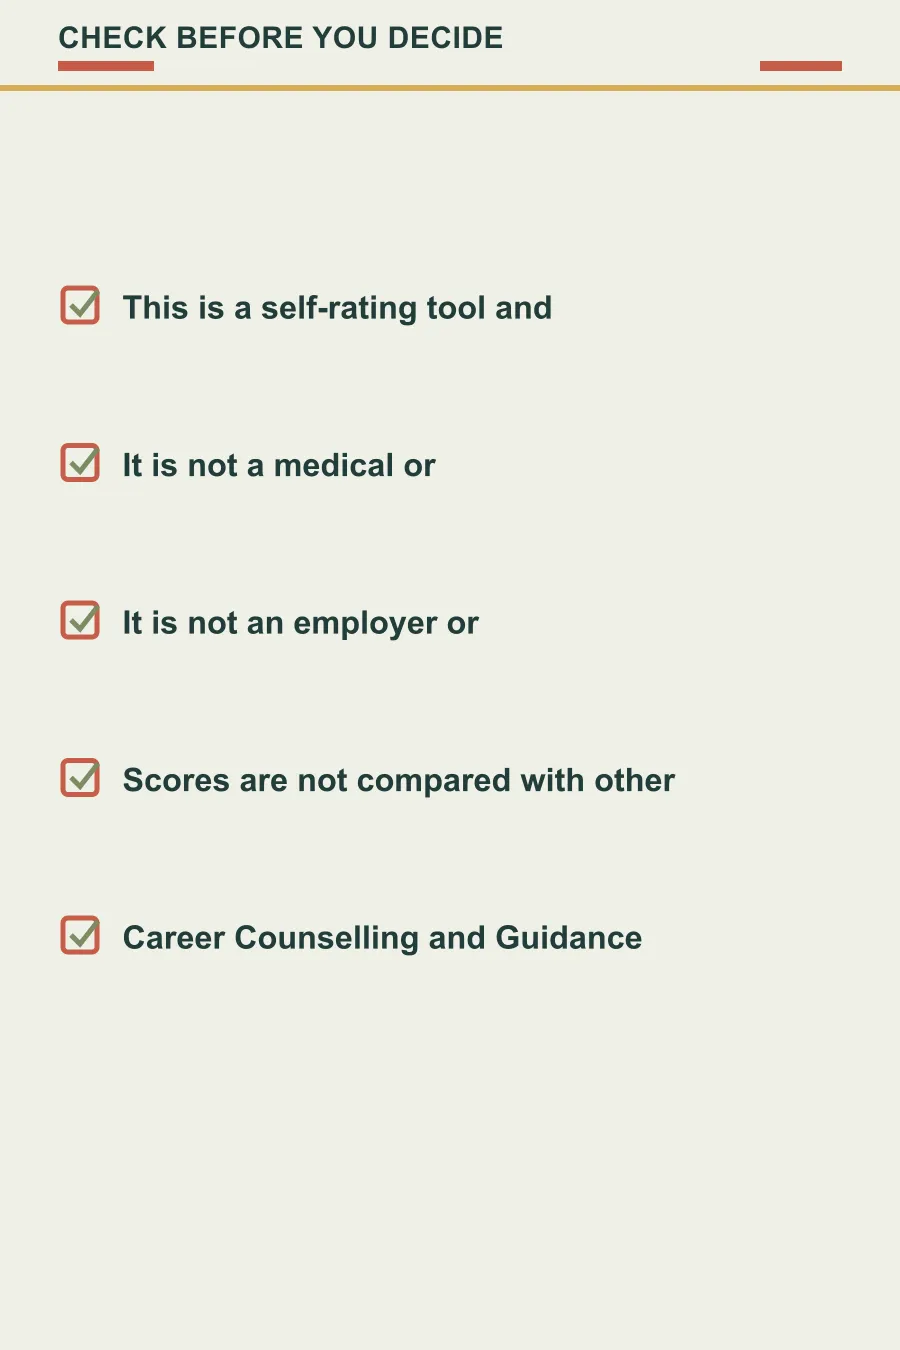 CHECK BEFORE YOU DECIDE
This is a self-rating tool and
It is not a medical or
It is not an employer or
Scores are not compared with other
Career Counselling and Guidance